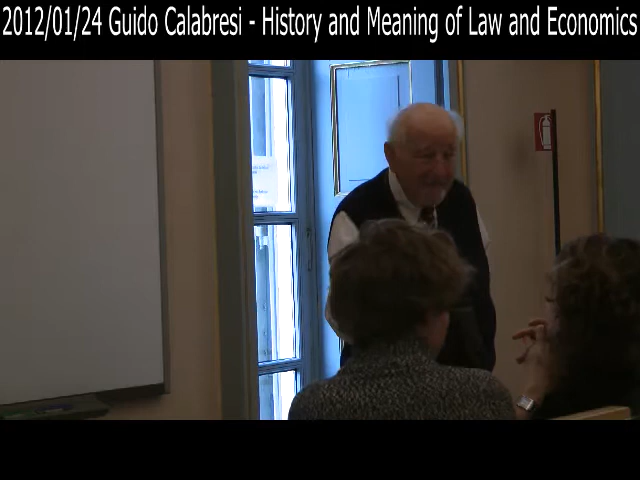 2012/01/24 Guido Calabresi - History and Meaning of Law and Economics